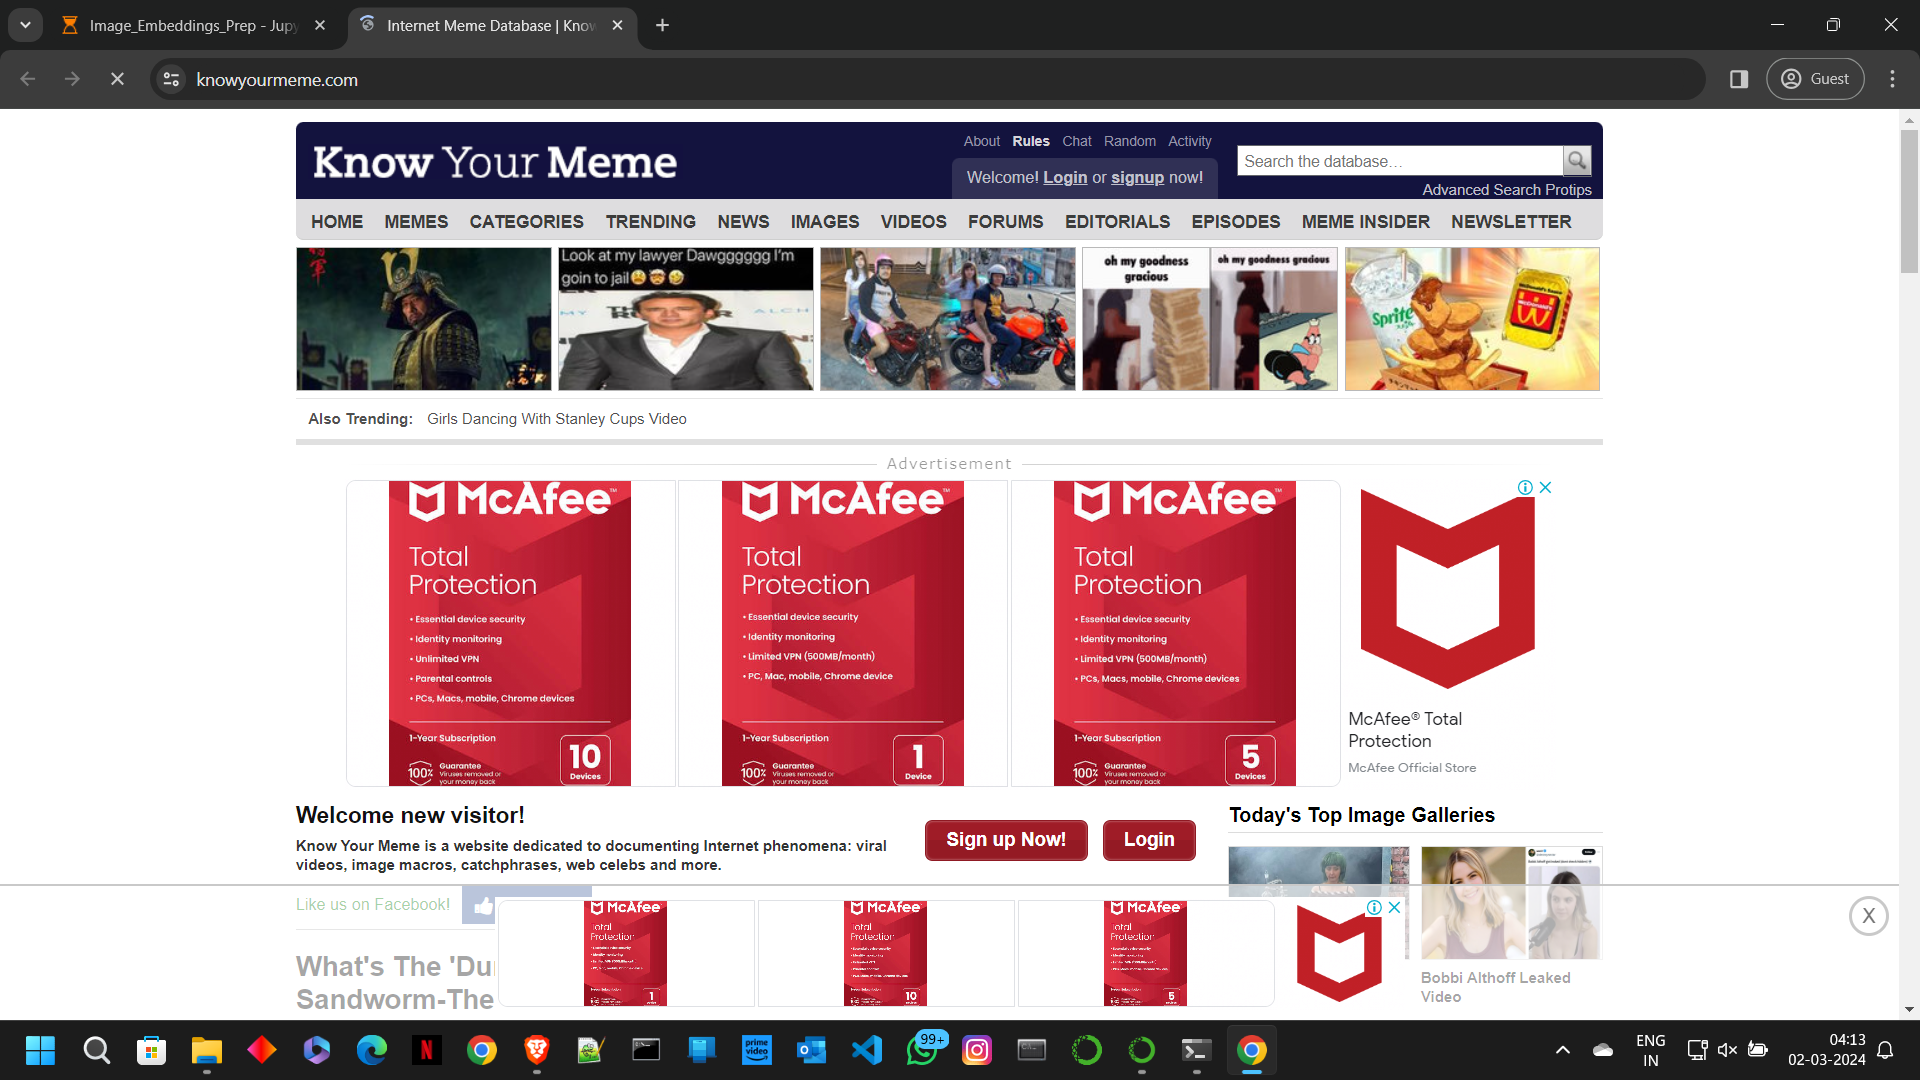 Image_Embeddings_Prep - Jupy
Internet Meme Database | Know
knowyourmeme.com
Guest
Know Your Meme
About Rules Chat Random Activity
Welcome! Login or signup now!
Search the database...
Advanced Search Protips
HOME MEMES CATEGORIES TRENDING NEWS IMAGES VIDEOS FORUMS EDITORIALS EPISODES MEME INSIDER NEWSLETTER
Look at my lawyer Dawgggggg I'm
goin to jail😫🤯🤣
oh my goodness
gracious
oh my goodness gracious
Sprite
McDonald's
Also Trending: Girls Dancing With Stanley Cups Video
Advertisement
McAfee™
Total
Protection
• Essential device security
• Identity monitoring
• Unlimited VPN
• Parental controls
• PCs, Macs, mobile, Chrome devices
1-Year Subscription
10
Devices
100%
Guarantee
Viruses removed or
your money back
McAfee™
Total
Protection
• Essential device security
• Identity monitoring
• Limited VPN (500MB/month)
• PC, Mac, mobile, Chrome device
1-Year Subscription
1
Device
100%
Guarantee
Viruses removed or
your money back
McAfee™
Total
Protection
• Essential device security
• Identity monitoring
• Limited VPN (500MB/month)
• PCs, Macs, mobile, Chrome devices
1-Year Subscription
5
Devices
100%
Guarantee
Viruses removed or
your money back
McAfee® Total
Protection
McAfee Official Store
Welcome new visitor!
Know Your Meme is a website dedicated to documenting Internet phenomena: viral
videos, image macros, catchphrases, web celebs and more.
Sign up Now!
Login
Today's Top Image Galleries
Like us on Facebook!
What's The 'Du
Sandworm-The
McAfee
Total
Protection
1
McAfee
Total
Protection
10
McAfee
Total
Protection
5
X
Bobbi Althoff Leaked
Video
prime
video
99+
ENG
IN
04:13
02-03-2024